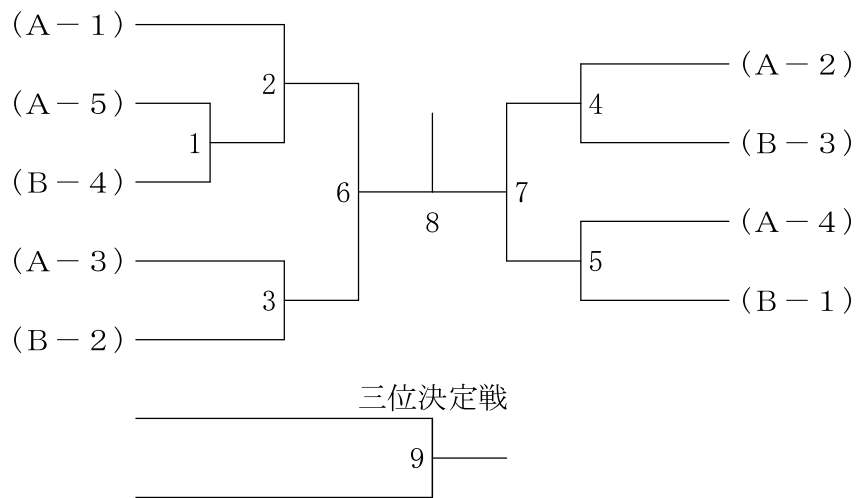 （A－1）
2
（A－2）
4
（A－5）
1
（B－3）
（B－4）
6
8
7
（A－4）
（A－3）
3
5
（B－1）
（B－2）
三位決定戦
9